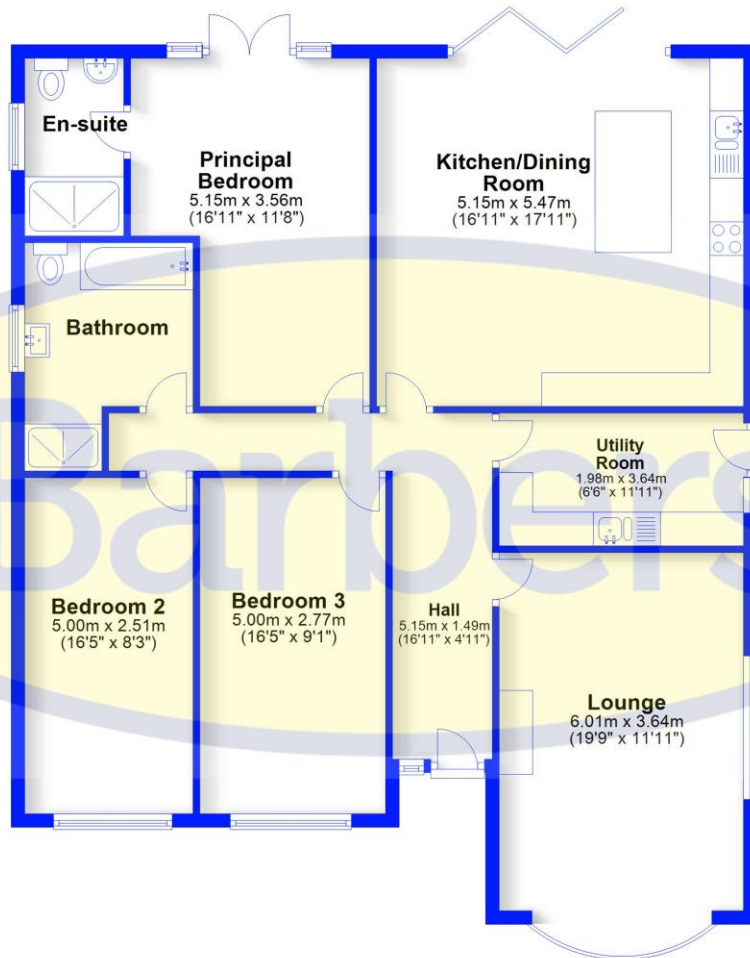 En-suite
Principal
Bedroom
5.15m x 3.56m
(16'11" x 11'8")
Kitchen/Dining
Room
5.15m x 5.47m
(16'11" x 17'11")
Bathroom
Utility
Room
1.98m x 3.64m
(6'6" x 11'11")
Barbers
Bedroom 2
5.00m x 2.51m
(16'5" x 8'3")
Bedroom 3
5.00m x 2.77m
(16'5" x 9'1")
Hall
5.15m x 1.49m
(16'11" x 4'11")
Lounge
6.01m x 3.64m
(19'9" x 11'11")